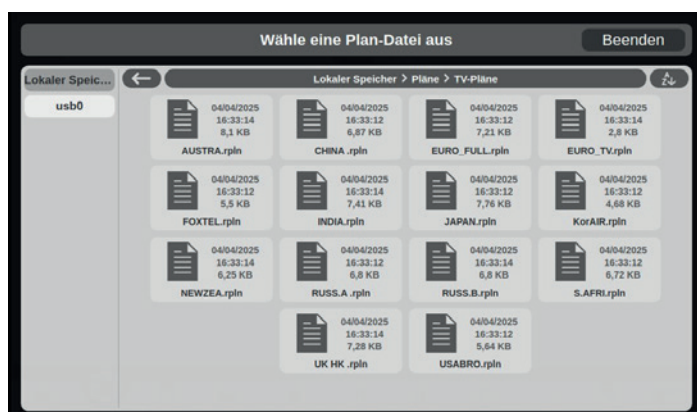 Wähle eine Plan-Datei aus
Beenden
Lokaler Speic...
usb0
Lokaler Speicher > Pläne > TV-Pläne
04/04/2025
16:33:14
8,1 KB
AUSTRA.rpln
04/04/2025
16:33:12
6,87 KB
CHINA .rpln
04/04/2025
16:33:12
7,21 KB
EURO_FULL.rpln
04/04/2025
16:33:14
2,8 KB
EURO_TV.rpln
04/04/2025
16:33:12
5,5 KB
FOXTEL.rpln
04/04/2025
16:33:14
7,41 KB
INDIA.rpln
04/04/2025
16:33:12
7,76 KB
JAPAN.rpln
04/04/2025
16:33:12
4,68 KB
KorAIR.rpln
04/04/2025
16:33:14
6,25 KB
NEWZEA.rpln
04/04/2025
16:33:12
6,8 KB
RUSS.A .rpln
04/04/2025
16:33:14
6,8 KB
RUSS.B.rpln
04/04/2025
16:33:12
6,72 KB
S.AFRI.rpln
04/04/2025
16:33:14
7,28 KB
UK HK .rpln
04/04/2025
16:33:12
5,64 KB
USABRO.rpln